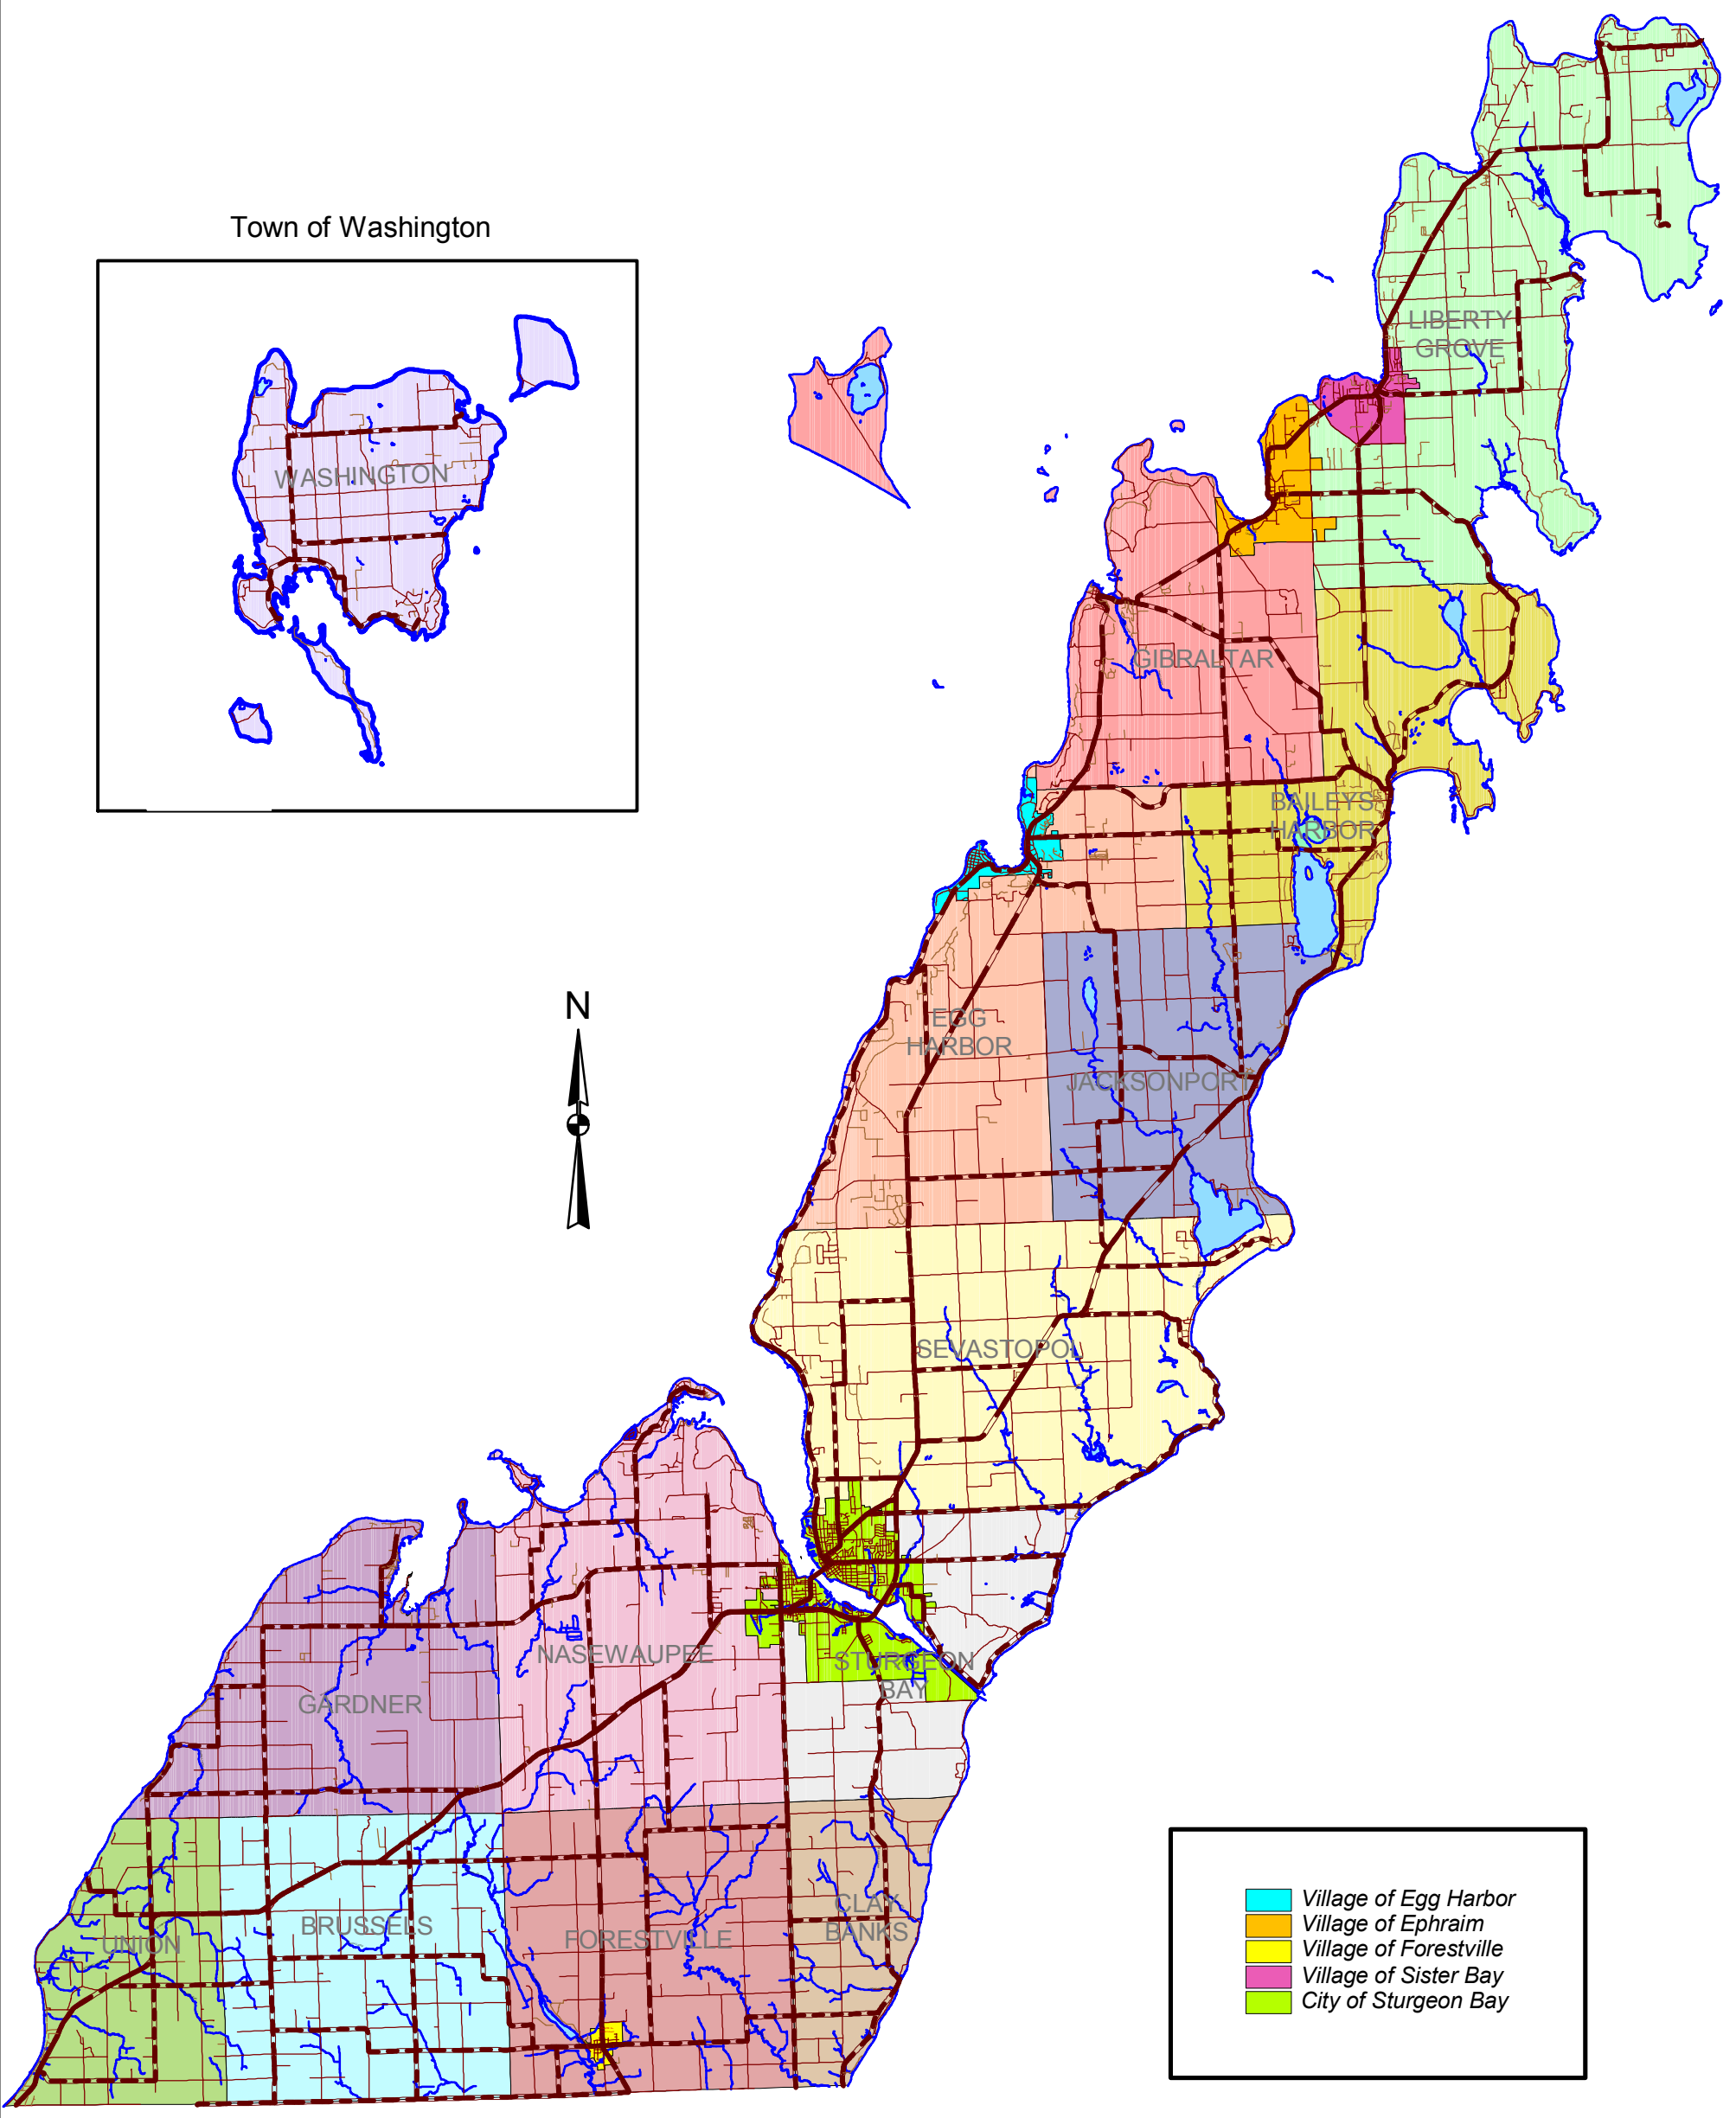 Town of Washington
WASHINGTON
LIBERTY
GROVE
GIBRALTAR
BAILEYS
HARBOR
N
EGG
HARBOR
JACKSONPORT
SEVASTOPOL
NASEWAUPEE
STURGEON
BAY
GARDNER
CLAY
BANKS
BRUSSELS
FORESTVILLE
UNION
Village of Egg Harbor
Village of Ephraim
Village of Forestville
Village of Sister Bay
City of Sturgeon Bay